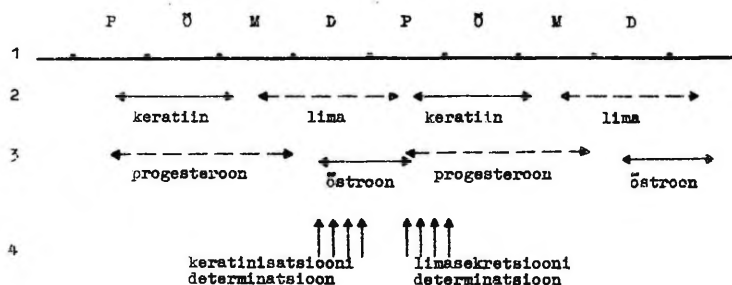 P Õ M D P Õ M D
1
2
keratiin lima keratiin lima
3
progesteroon õstroon progesteroon õstroon
4
keratinisatsiooni limasekretsiooni
determinatsioon determinatsioon